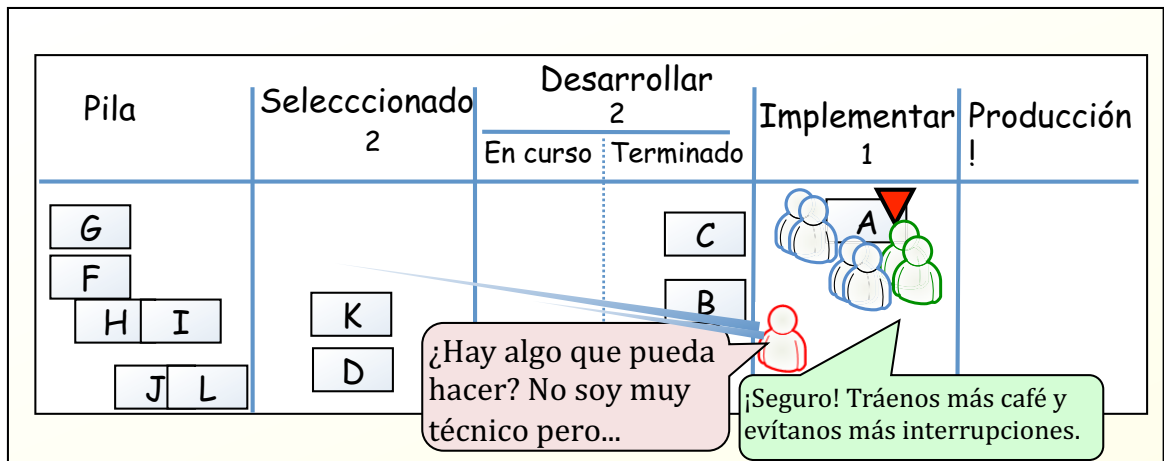 Pila
Selecccionado
2
Desarrollar
2
En curso
Terminado
Implementar
1
Producción
!
G
F
H
I
J
L
K
D
C
B
A
¿Hay algo que pueda
hacer? No soy muy
técnico pero...
¡Seguro! Tráenos más café y
evítanos más interrupciones.